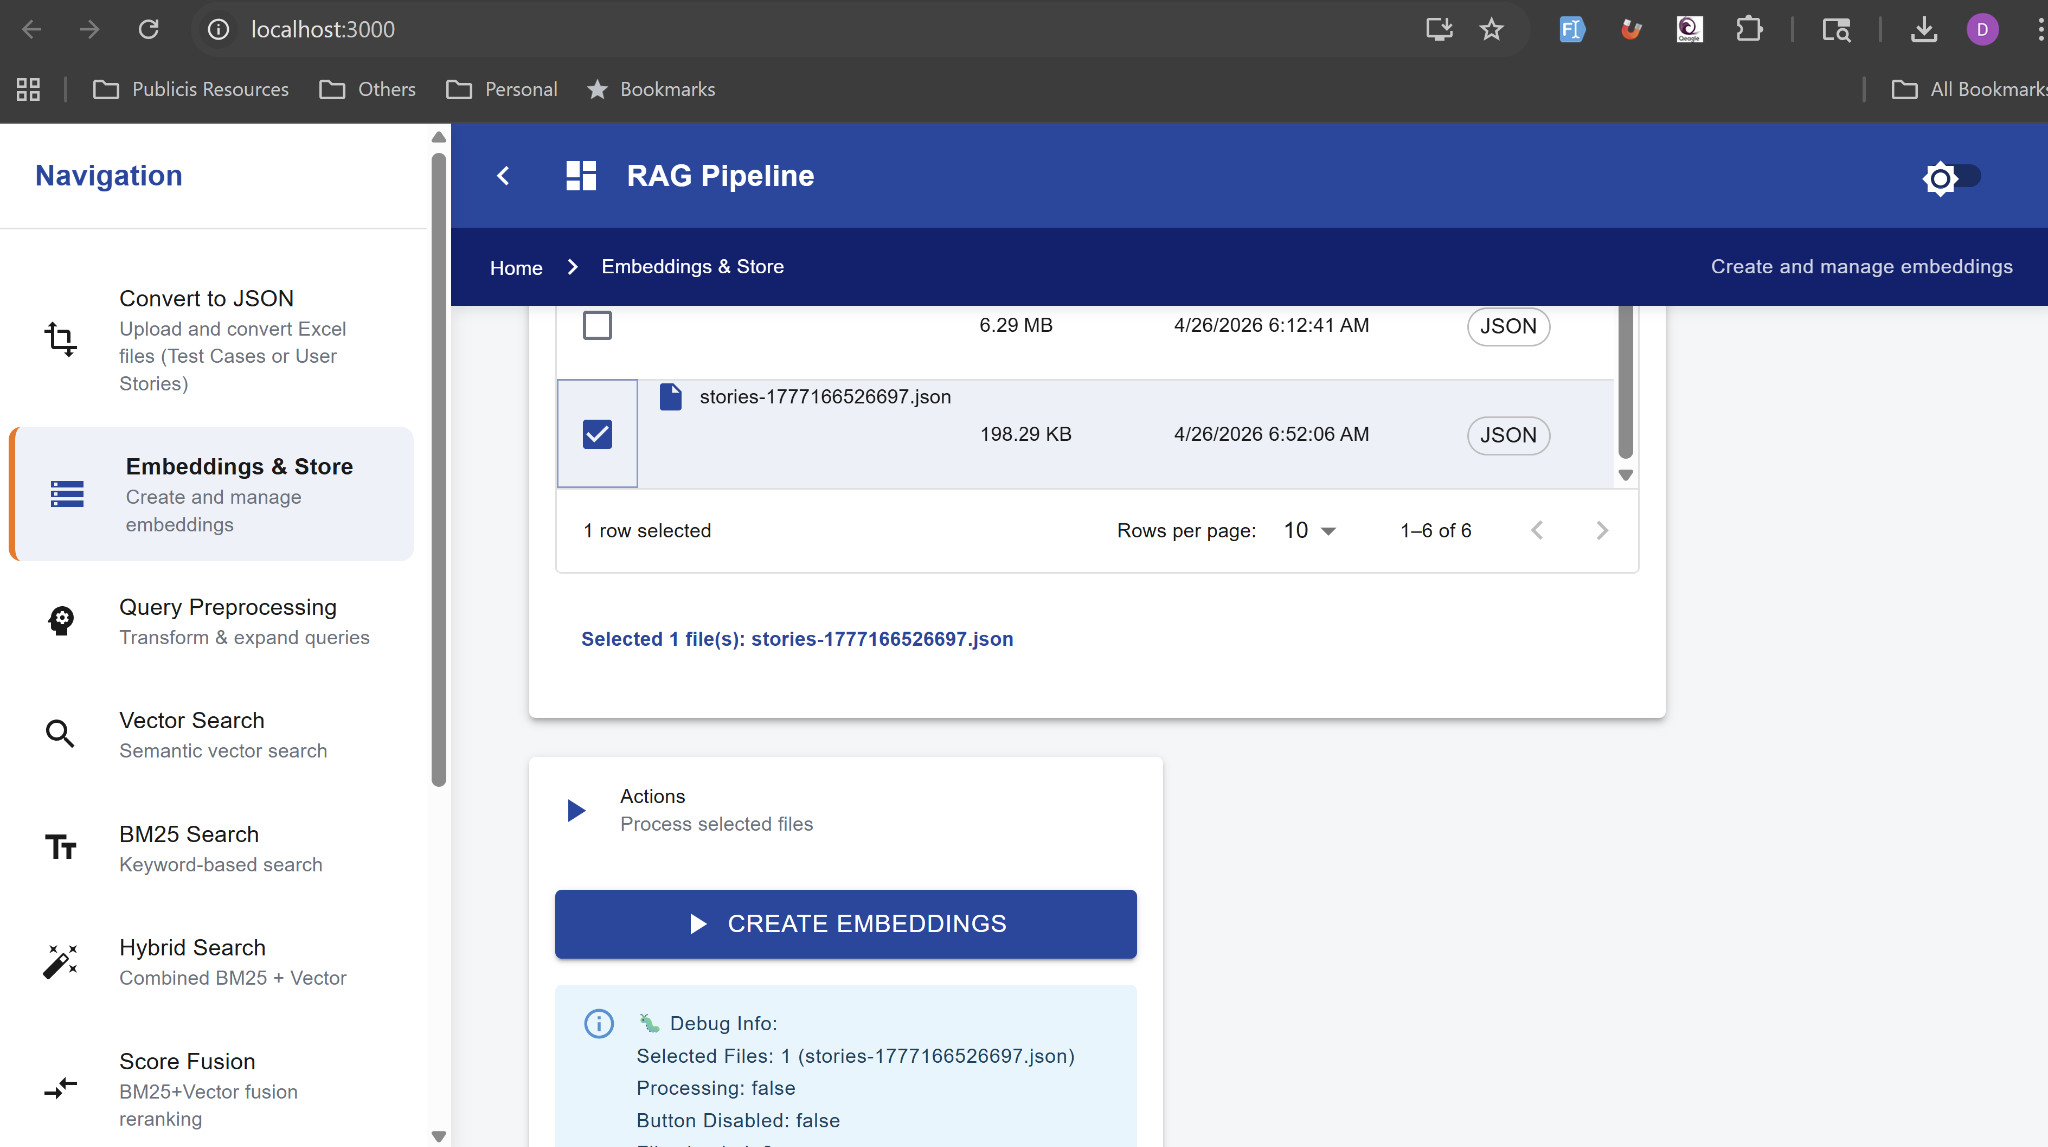 localhost:3000
D
Publicis Resources
Others
Personal
Bookmarks
All Bookmarks
Navigation
Convert to JSON
Upload and convert Excel
files (Test Cases or User
Stories)
Embeddings & Store
Create and manage
embeddings
Query Preprocessing
Transform & expand queries
Vector Search
Semantic vector search
BM25 Search
Keyword-based search
Hybrid Search
Combined BM25 + Vector
Score Fusion
BM25+Vector fusion
reranking
RAG Pipeline
Home
Embeddings & Store
Create and manage embeddings
6.29 MB
4/26/2026 6:12:41 AM
JSON
stories-1777166526697.json
198.29 KB
4/26/2026 6:52:06 AM
JSON
1 row selected
Rows per page:
10
1–6 of 6
Selected 1 file(s): stories-1777166526697.json
Actions
Process selected files
CREATE EMBEDDINGS
🐛 Debug Info:
Selected Files: 1 (stories-1777166526697.json)
Processing: false
Button Disabled: false